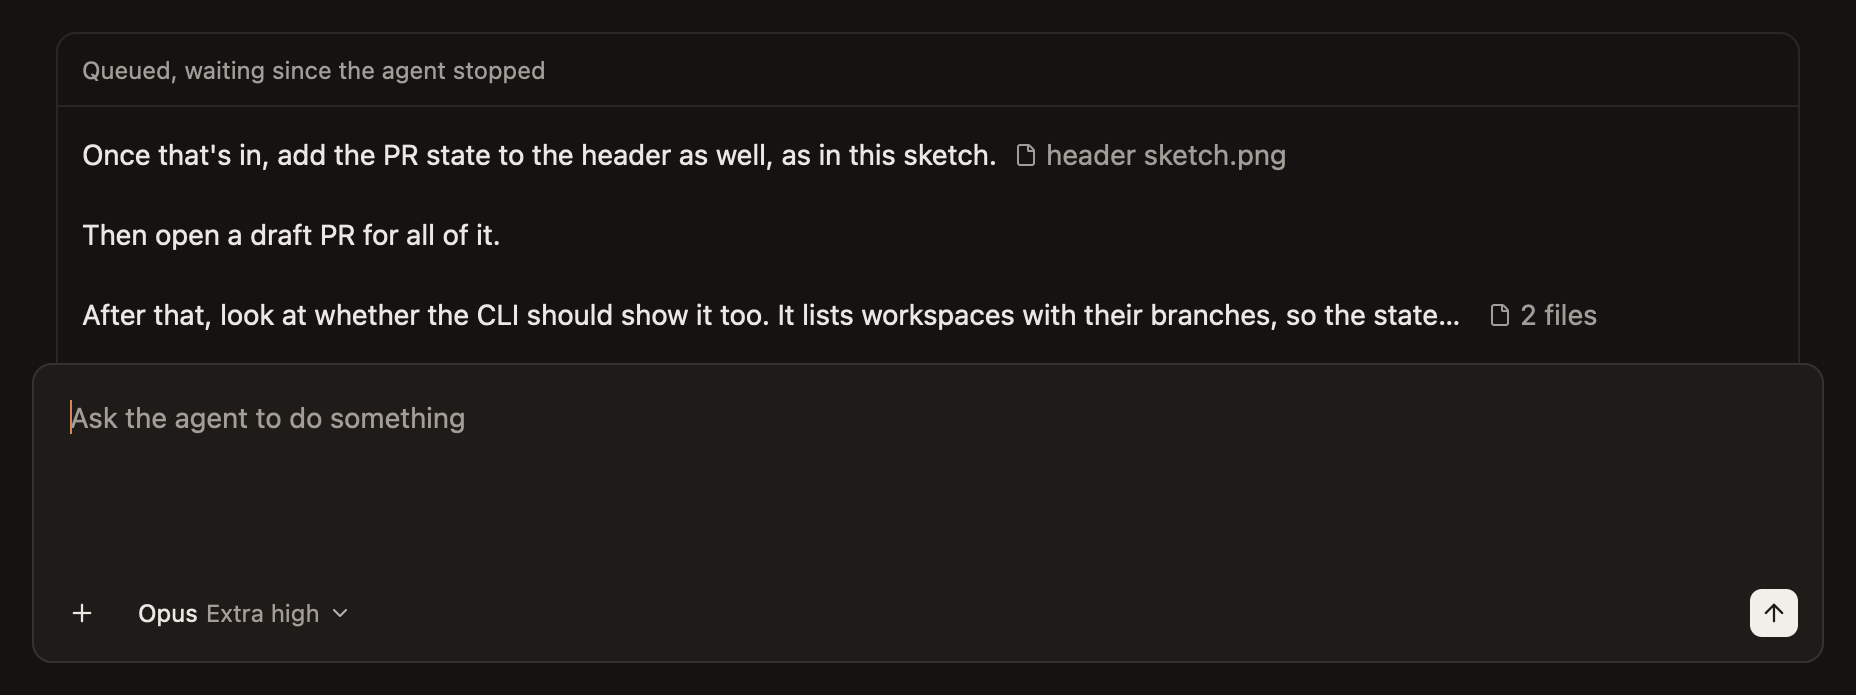 Queued, waiting since the agent stopped
Once that's in, add the PR state to the header as well, as in this sketch. header sketch.png
Then open a draft PR for all of it.
After that, look at whether the CLI should show it too. It lists workspaces with their branches, so the state... 2 files
Ask the agent to do something
Opus Extra high